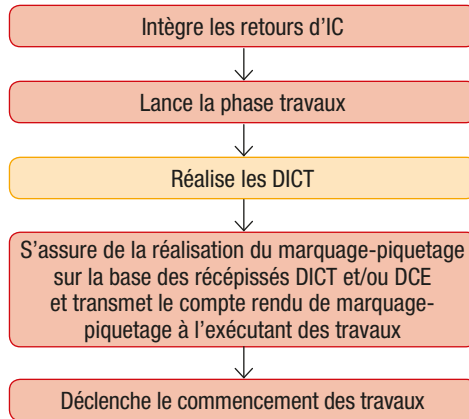 Intègre les retours d’IC
Lance la phase travaux
Réalise les DICT
S’assure de la réalisation du marquage-piquetage
sur la base des récépissés DICT et/ou DCE
et transmet le compte rendu de marquage-
piquetage à l’exécutant des travaux
Déclenche le commencement des travaux